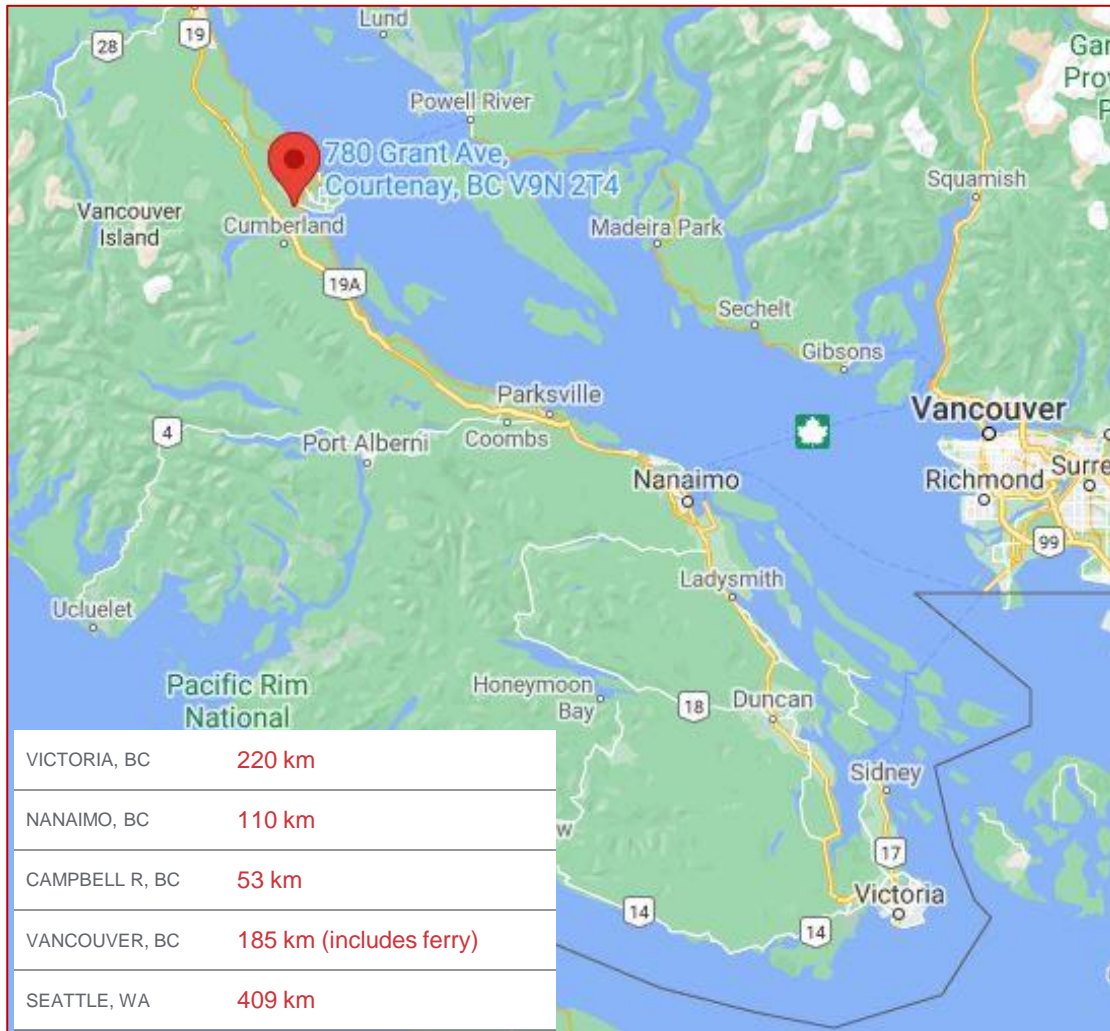 Lund
19
28
Gar
Prov
P
Powell River
780 Grant Ave,
Courtenay, BC V9N 2T4
Squamish
Vancouver
Island
Cumberland
Madeira Park
19A
Sechelt
Gibsons
Parksville
Coombs
Vancouver
4
Port Alberni
Nanaimo
Richmond
Surre
99
Ladysmith
Ucluelet
Pacific Rim
National
Honeymoon
Bay
18
Duncan
Sidney
w
17
Victoria
14
14
VICTORIA, BC 220 km
NANAIMO, BC 110 km
CAMPBELL R, BC 53 km
VANCOUVER, BC 185 km (includes ferry)
SEATTLE, WA 409 km